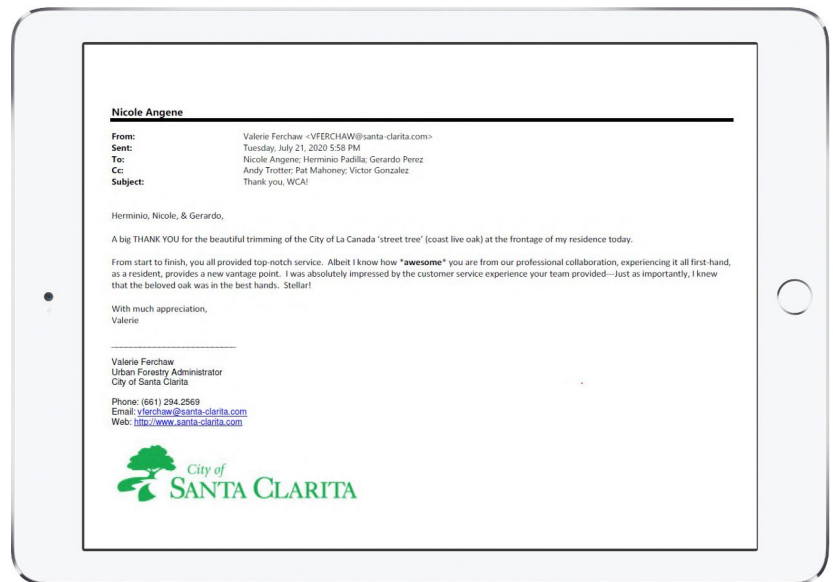 Nicole Angene
From: Valerie Ferchaw <VFERCHAW@santa-clarita.com>
Sent: Tuesday, July 21, 2020 5:58 PM
To: Nicole Angene; Herminio Padilla; Gerardo Perez
Cc: Andy Trotter; Pat Mahoney; Victor Gonzalez
Subject: Thank you, WCA!
Herminio, Nicole, & Gerardo,
A big THANK YOU for the beautiful trimming of the City of La Canada ‘street tree’ (coast live oak) at the frontage of my residence today.
From start to finish, you all provided top-notch service. Albeit I know how *awesome* you are from our professional collaboration, experiencing it all first-hand,
as a resident, provides a new vantage point. I was absolutely impressed by the customer service experience your team provided—Just as importantly, I knew
that the beloved oak was in the best hands. Stellar!
With much appreciation,
Valerie
Valerie Ferchaw
Urban Forestry Administrator
City of Santa Clarita
Phone: (661) 294.2569
Email: vferchaw@santa-clarita.com
Web: http://www.santa-clarita.com
City of
SANTA CLARITA